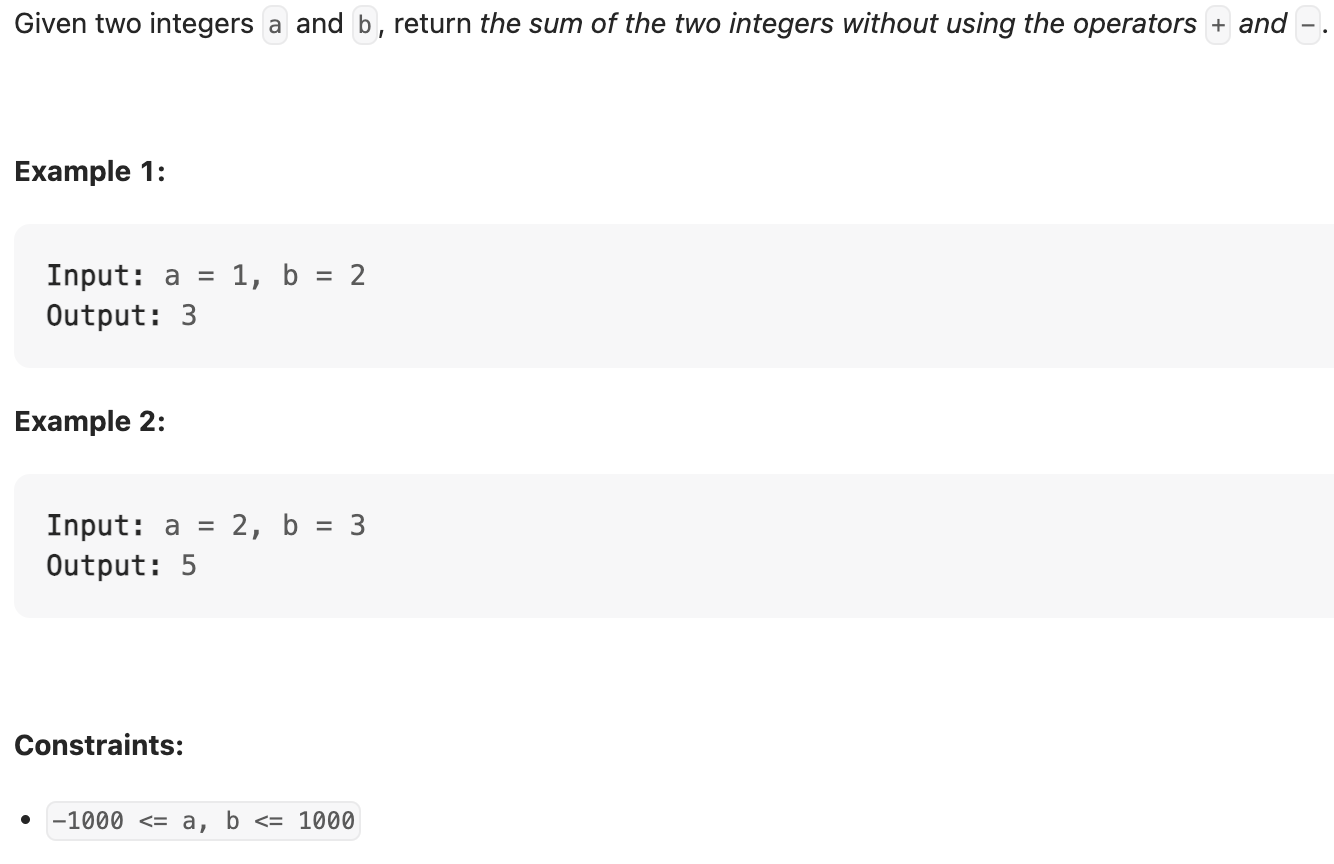 Given two integers a and b, return the sum of the two integers without using the operators + and -.
Example 1:
Input: a = 1, b = 2
Output: 3
Example 2:
Input: a = 2, b = 3
Output: 5
Constraints:
• -1000 <= a, b <= 1000